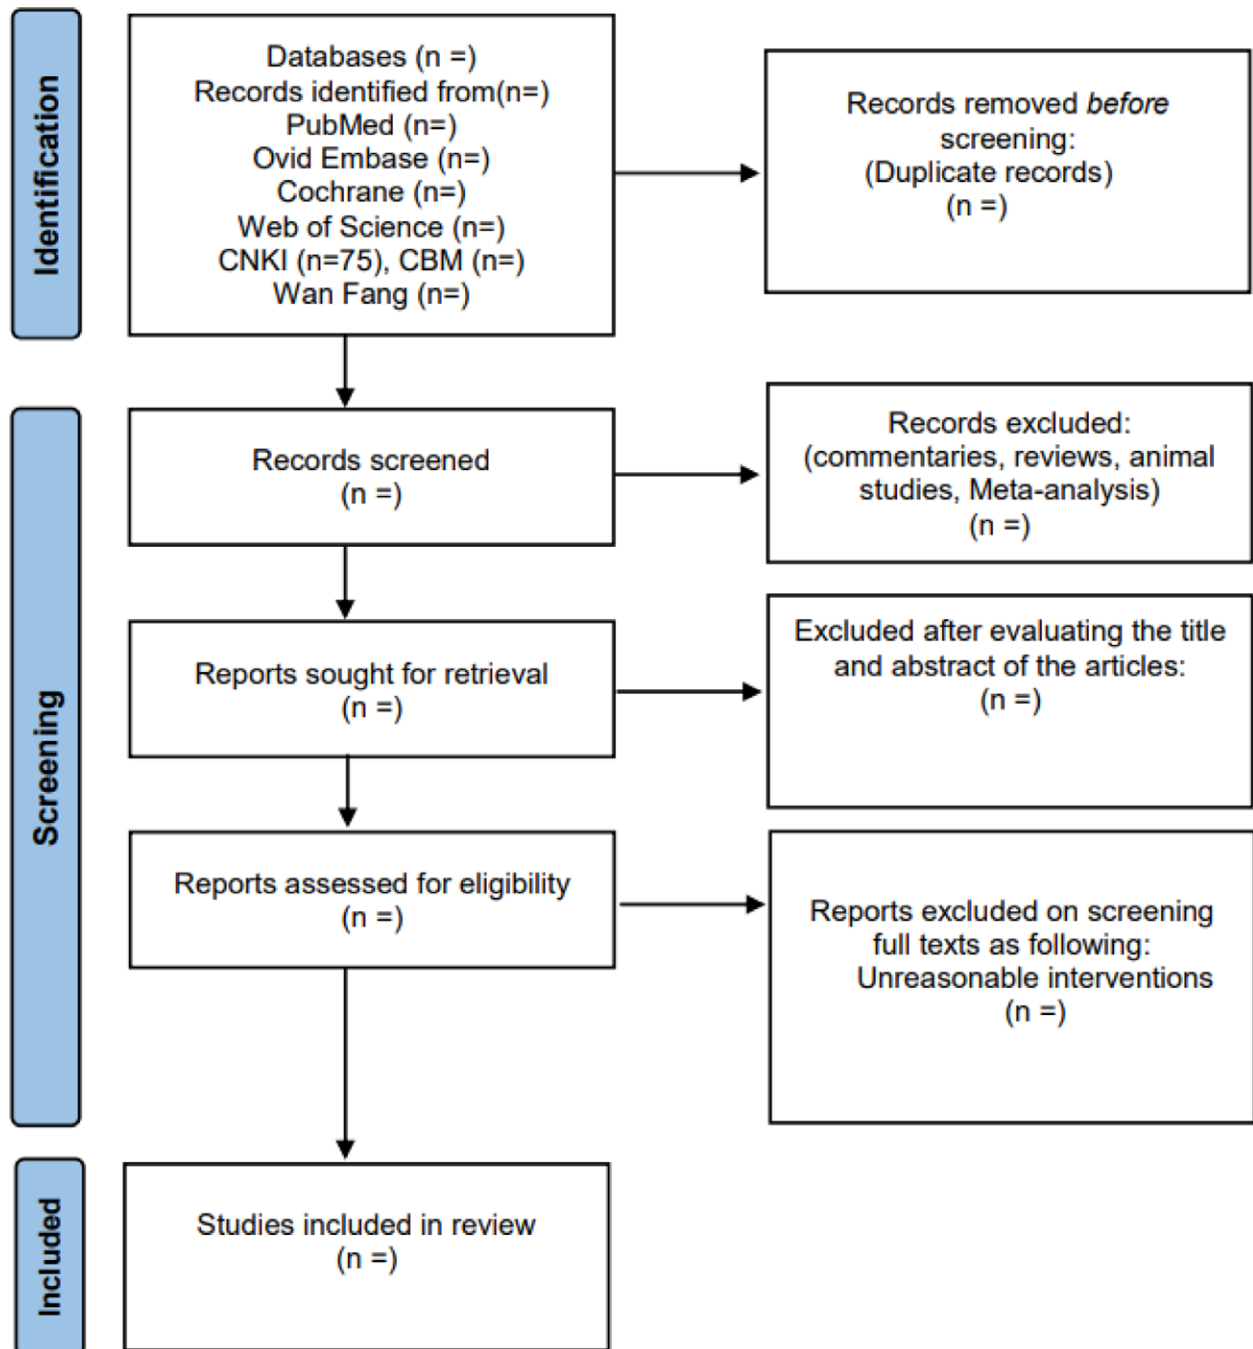 Identification
Databases (n =)
Records identified from(n=)
PubMed (n=)
Ovid Embase (n=)
Cochrane (n=)
Web of Science (n=)
CNKI (n=75), CBM (n=)
Wan Fang (n=)
Records removed before
screening:
(Duplicate records)
(n =)
Screening
Records screened
(n =)
Records excluded:
(commentaries, reviews, animal
studies, Meta-analysis)
(n =)
Reports sought for retrieval
(n =)
Excluded after evaluating the title
and abstract of the articles:
(n =)
Reports assessed for eligibility
(n =)
Reports excluded on screening
full texts as following:
Unreasonable interventions
(n =)
Included
Studies included in review
(n =)